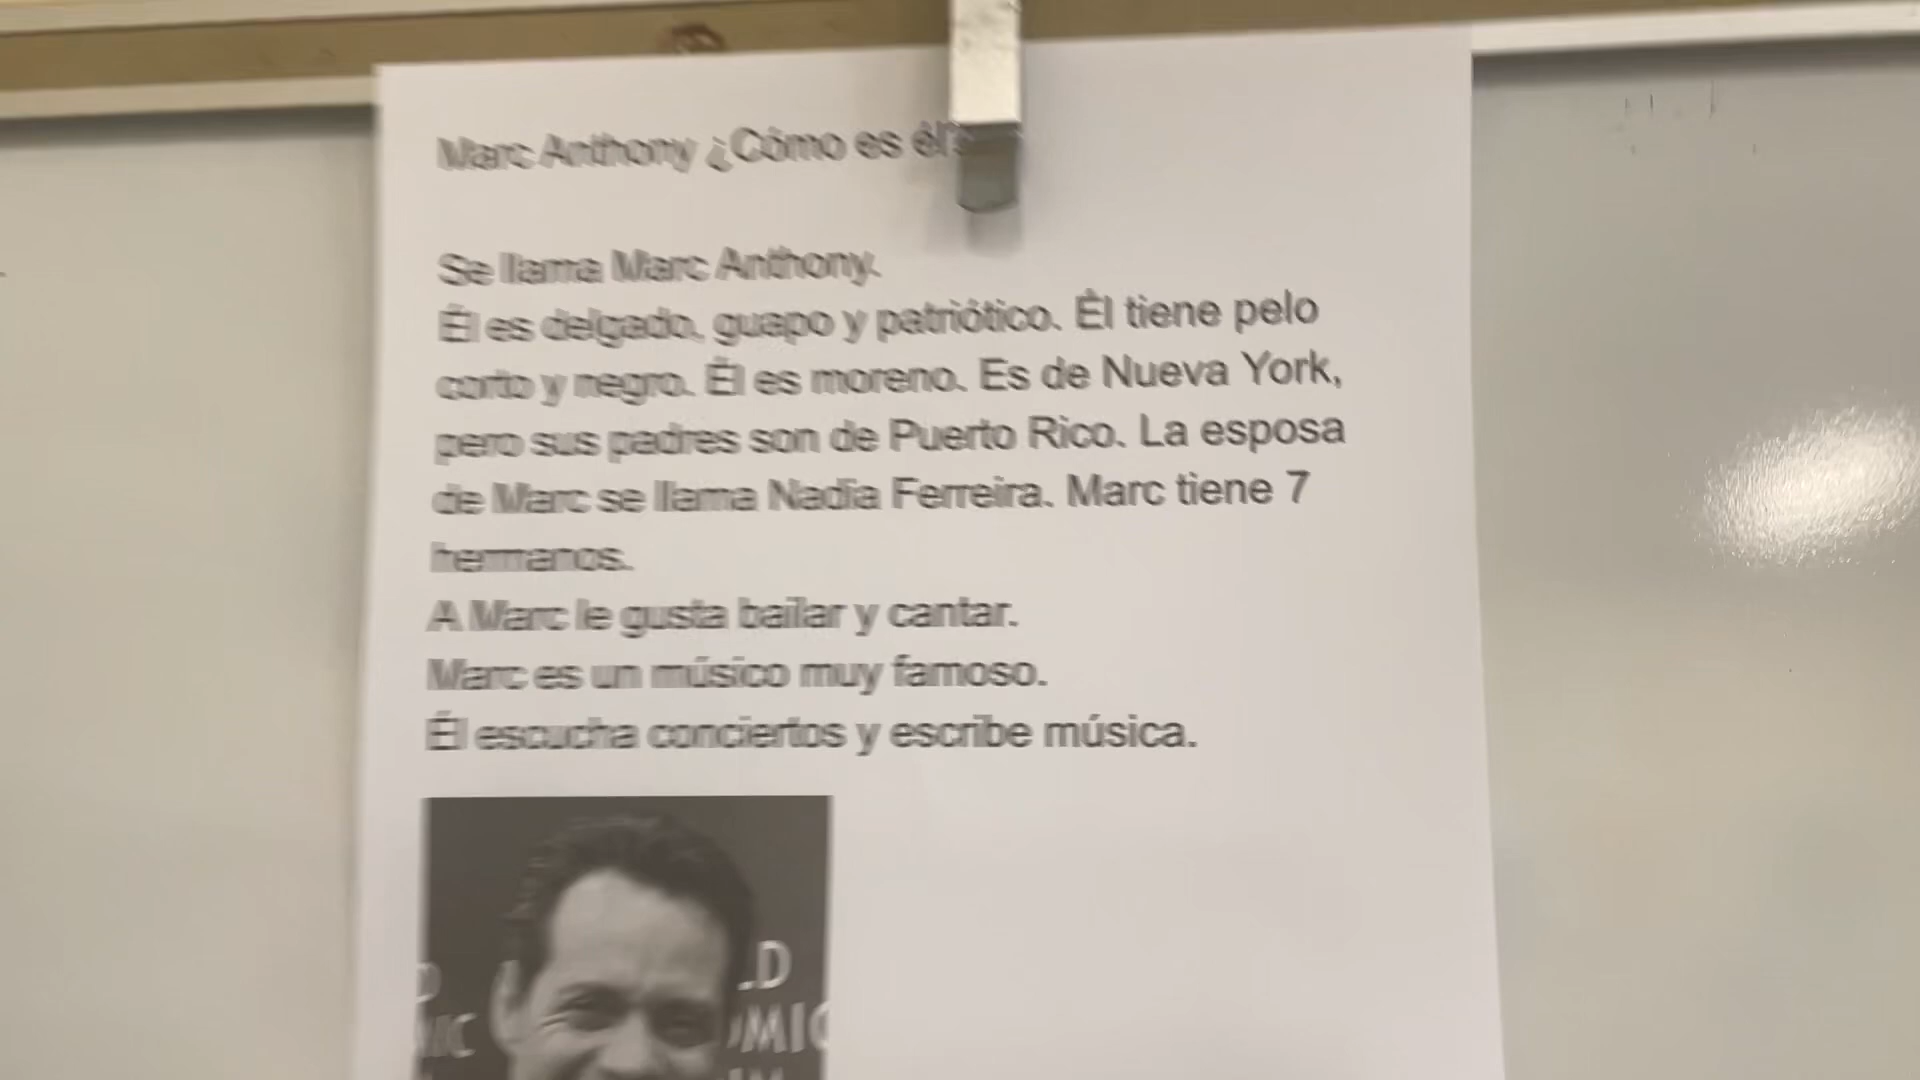 Marc Anthony ¿Cómo es él?
Se llama Marc Anthony.
Él es delgado, guapo y patriótico. Él tiene pelo
corto y negro. Él es moreno. Es de Nueva York,
pero sus padres son de Puerto Rico. La esposa
de Marc se llama Nadia Ferreira. Marc tiene 7
hermanos.
A Marc le gusta bailar y cantar.
Marc es un músico muy famoso.
Él escucha conciertos y escribe música.